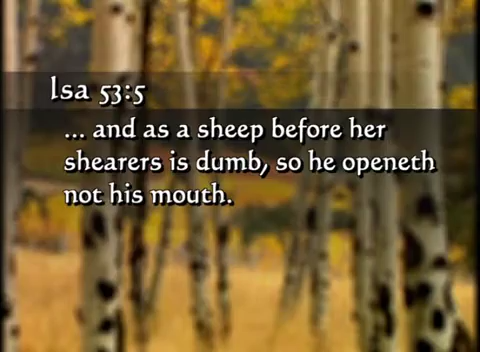 Isa 53:5
... and as a sheep before her
shearers is dumb, so he openeth
not his mouth.